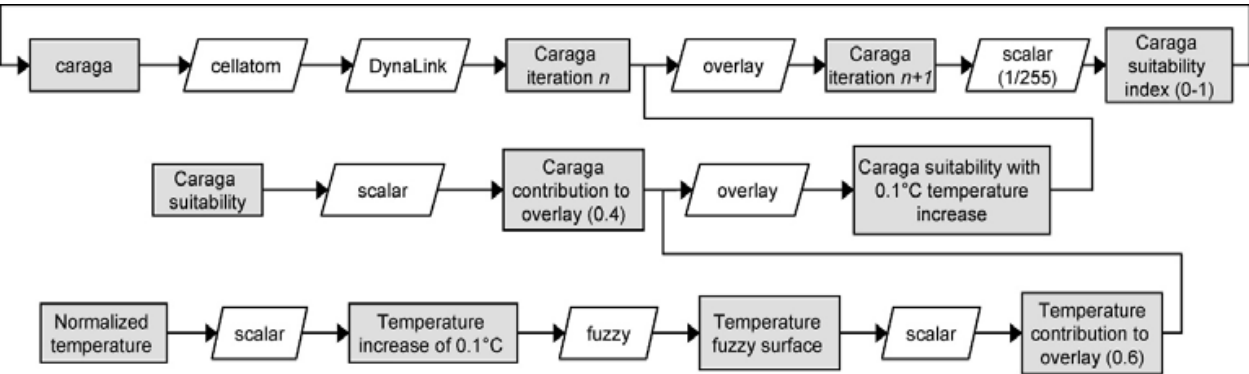 caraga
cellatom
DynaLink
Caraga
iteration n
overlay
Caraga
iteration n+1
scalar
(1/255)
Caraga
suitability
index (0-1)
Caraga
suitability
scalar
Caraga
contribution to
overlay (0.4)
overlay
Caraga suitability with
0.1°C temperature
increase
Normalized
temperature
scalar
Temperature
increase of 0.1°C
fuzzy
Temperature
fuzzy surface
scalar
Temperature
contribution to
overlay (0.6)